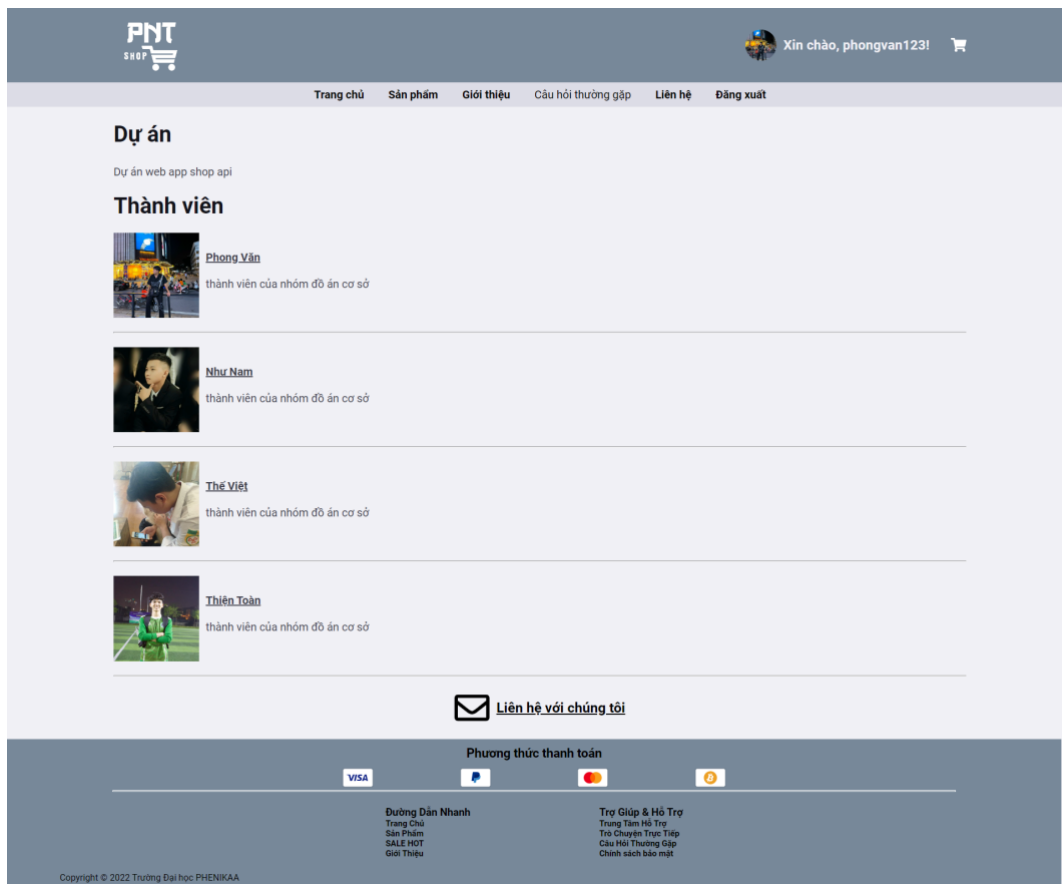 PNT
SHOP
Xin chào, phongvan123!
Trang chủ Sản phẩm Giới thiệu Câu hỏi thường gặp Liên hệ Đăng xuất
Dự án
Dự án web app shop api
Thành viên
Phong Văn
thành viên của nhóm đồ án cơ sở
Như Nam
thành viên của nhóm đồ án cơ sở
Thế Việt
thành viên của nhóm đồ án cơ sở
Thiện Toàn
thành viên của nhóm đồ án cơ sở
Liên hệ với chúng tôi
Phương thức thanh toán
VISA
Đường Dẫn Nhanh
Trang Chủ
Sản Phẩm
SALE HOT
Giới Thiệu
Trợ Giúp & Hỗ Trợ
Trung Tâm Hỗ Trợ
Trò Chuyện Trực Tiếp
Câu Hỏi Thường Gặp
Chính sách bảo mật
Copyright © 2022 Trường Đại học PHENIKAA